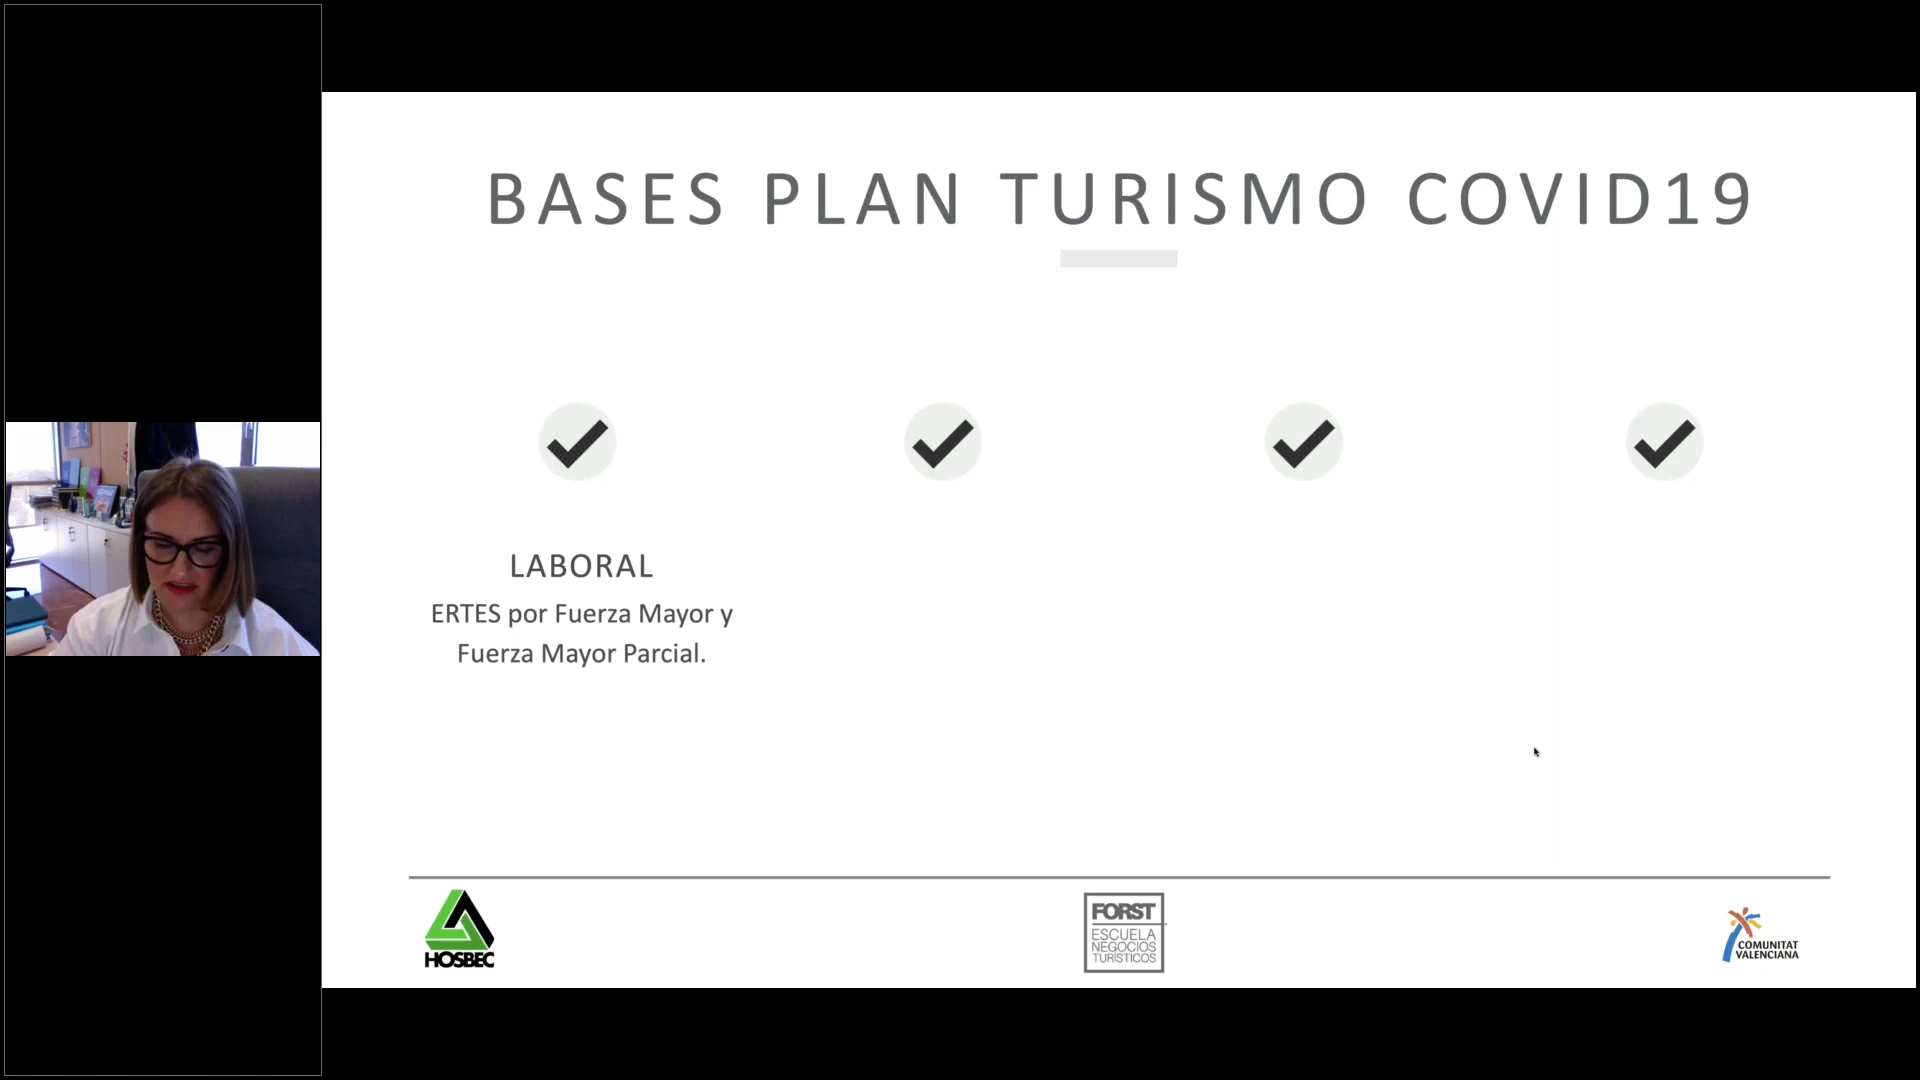 BASES PLAN TURISMO COVID19
LABORAL
ERTES por Fuerza Mayor y
Fuerza Mayor Parcial.
HOSBEC
FORST
ESCUELA
NEGOCIOS
TURÍSTICOS
COMUNITAT
VALENCIANA